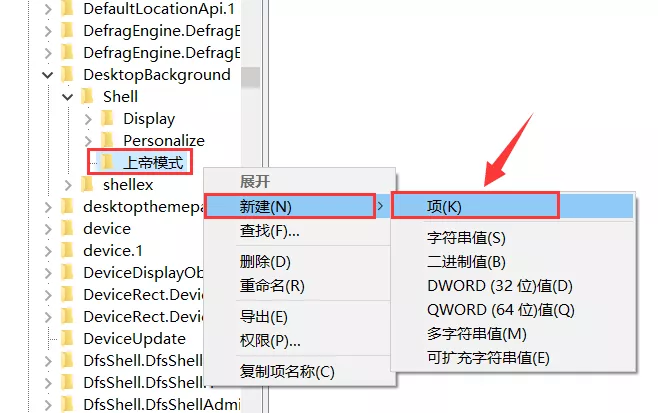 DefaultLocationApi.1
DefragEngine.DefragE
DefragEngine.DefragE
DesktopBackground
Shell
Display
Personalize
上帝模式
shellex
desktopthemepa
device
device.1
DeviceDisplayOb
DeviceRect.Devic
DeviceRect.Devic
DeviceUpdate
DfsShell.DfsShell
DfsShell.DfsShell
DfsShell.DfsShellAdmi
展开
新建(N)
查找(F)...
删除(D)
重命名(R)
导出(E)
权限(P)...
复制项名称(C)
项(K)
字符串值(S)
二进制值(B)
DWORD (32 位)值(D)
QWORD (64 位)值(Q)
多字符串值(M)
可扩充字符串值(E)